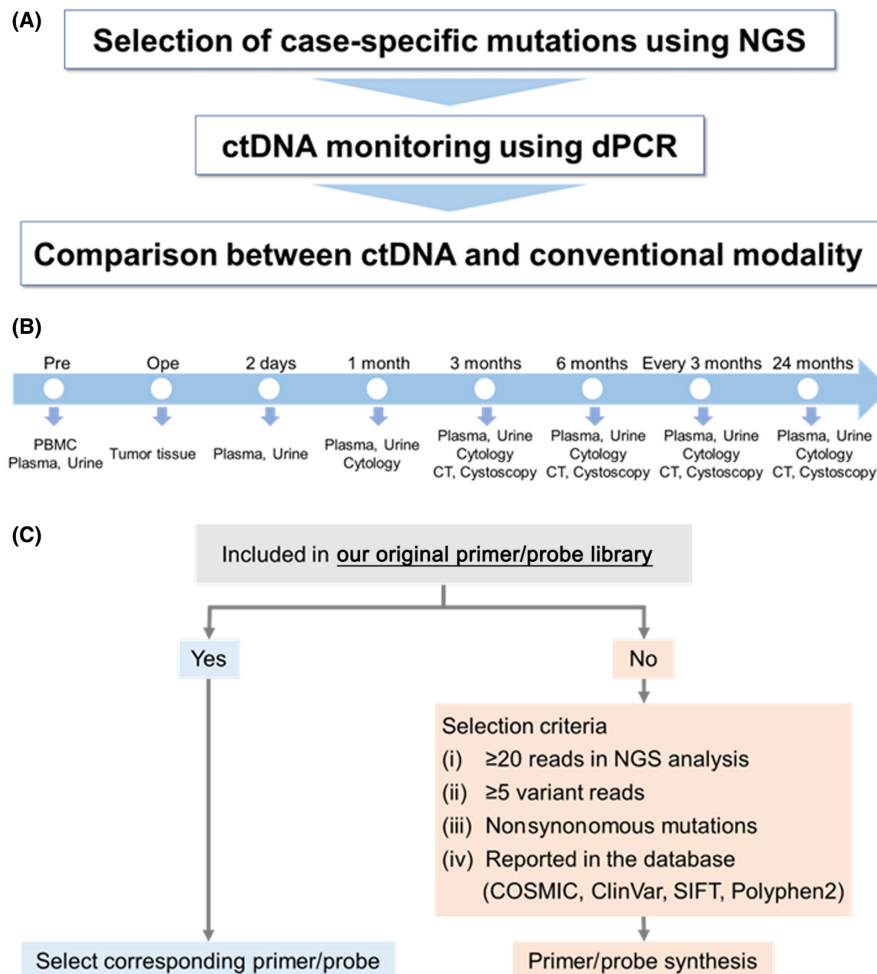 (A)
Selection of case-specific mutations using NGS
ctDNA monitoring using dPCR
Comparison between ctDNA and conventional modality
(B)
Pre
PBMC
Plasma, Urine
Ope
Tumor tissue
2 days
Plasma, Urine
1 month
Plasma, Urine
Cytology
3 months
Plasma, Urine
Cytology
CT, Cystoscopy
6 months
Plasma, Urine
Cytology
CT, Cystoscopy
Every 3 months
Plasma, Urine
Cytology
CT, Cystoscopy
24 months
Plasma, Urine
Cytology
CT, Cystoscopy
(C)
Included in our original primer/probe library
Yes
No
Selection criteria
(i) ≥20 reads in NGS analysis
(ii) ≥5 variant reads
(iii) Nonsynonomous mutations
(iv) Reported in the database
(COSMIC, ClinVar, SIFT, Polyphen2)
Select corresponding primer/probe
Primer/probe synthesis